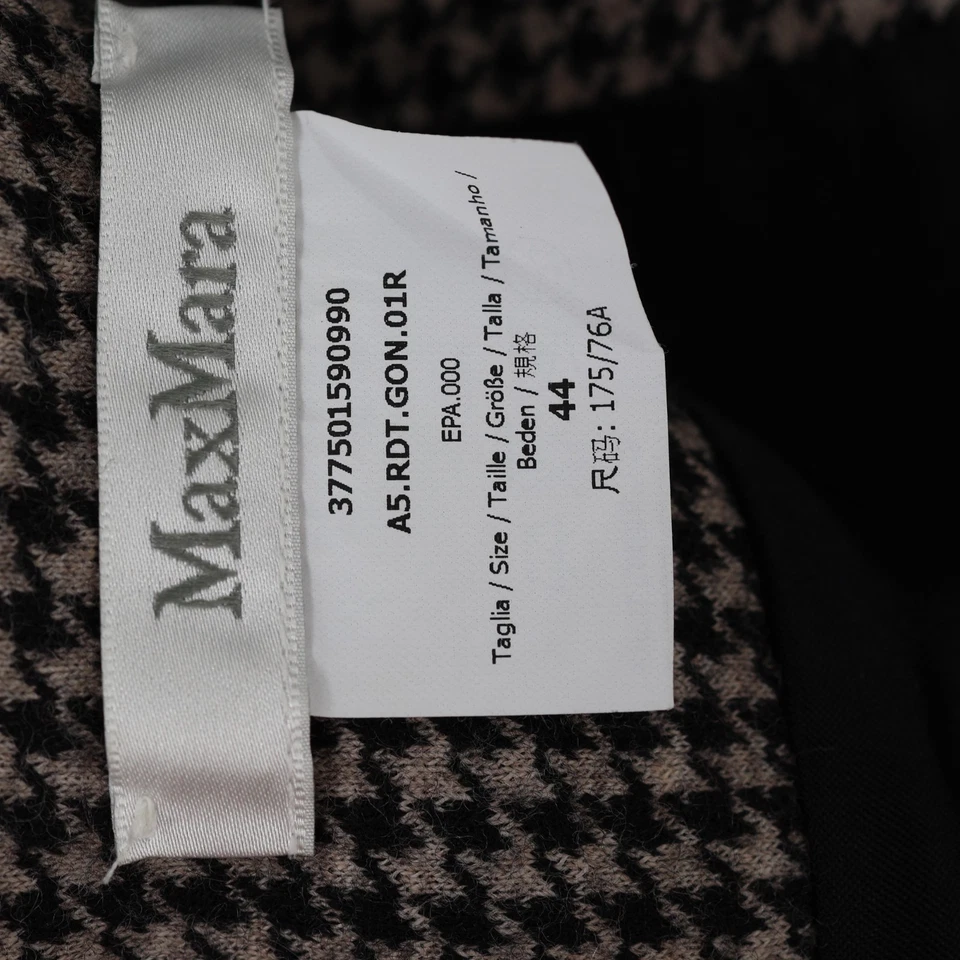 MaxMara
377501590990
A5.RDT.GON.01R
EPA.000
Taglia / Size / Taille / Größe / Talla / Tamanho /
Beden / 規格
44
尺码: 175/76A